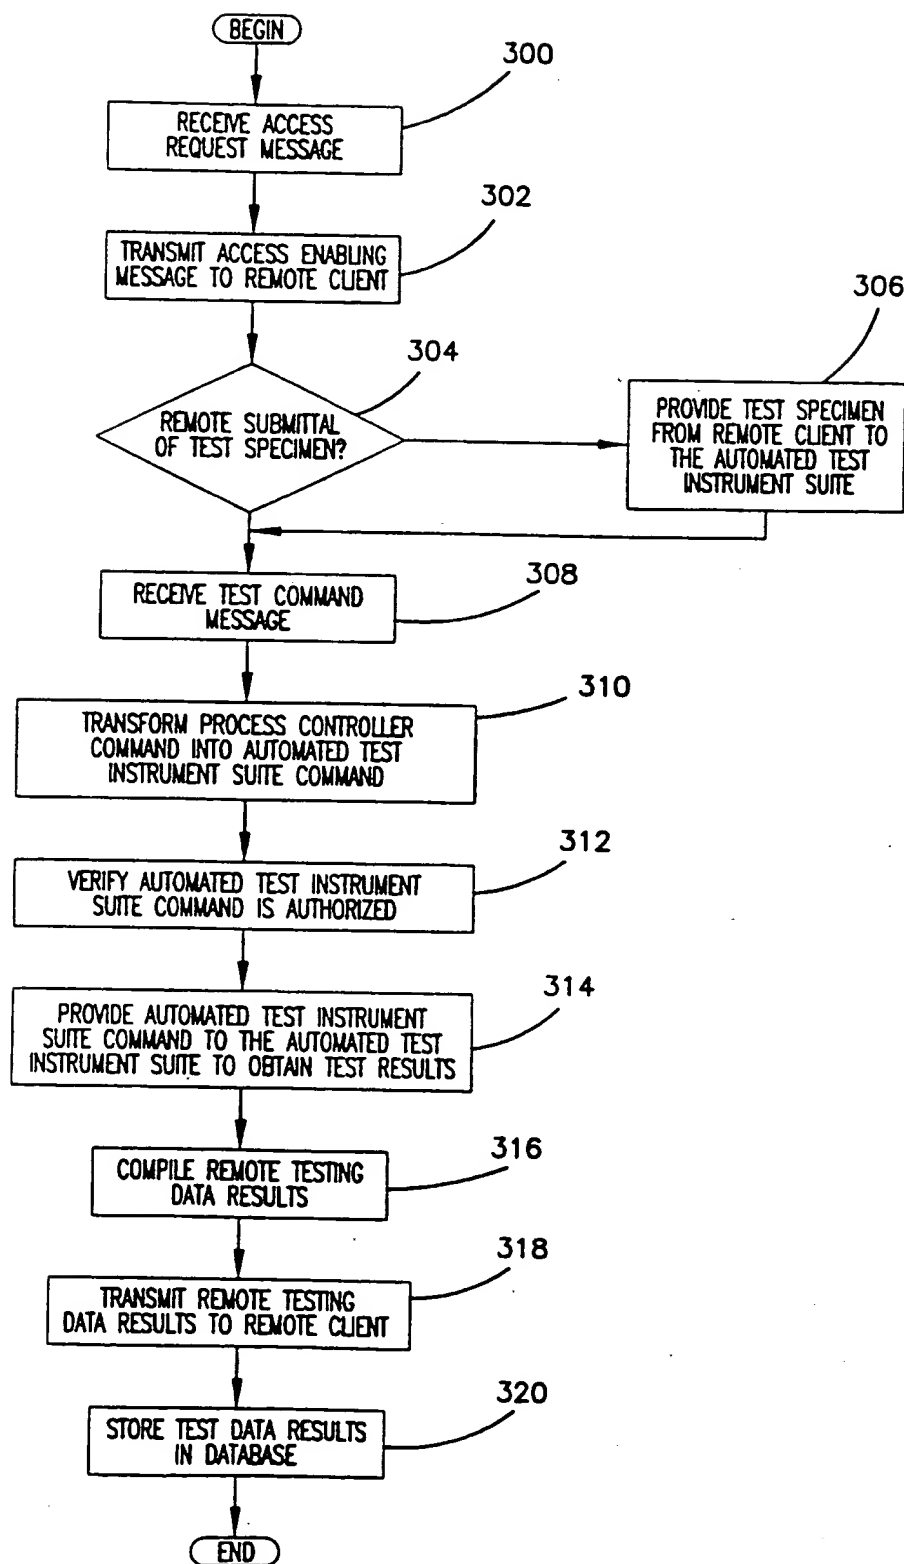 BEGIN
300
RECEIVE ACCESS
REQUEST MESSAGE
302
TRANSMIT ACCESS ENABLING
MESSAGE TO REMOTE CLIENT
304
REMOTE SUBMITTAL
OF TEST SPECIMEN?
306
PROVIDE TEST SPECIMEN
FROM REMOTE CLIENT TO
THE AUTOMATED TEST
INSTRUMENT SUITE
308
RECEIVE TEST COMMAND
MESSAGE
310
TRANSFORM PROCESS CONTROLLER
COMMAND INTO AUTOMATED TEST
INSTRUMENT SUITE COMMAND
312
VERIFY AUTOMATED TEST INSTRUMENT
SUITE COMMAND IS AUTHORIZED
314
PROVIDE AUTOMATED TEST INSTRUMENT
SUITE COMMAND TO THE AUTOMATED TEST
INSTRUMENT SUITE TO OBTAIN TEST RESULTS
316
COMPILE REMOTE TESTING
DATA RESULTS
318
TRANSMIT REMOTE TESTING
DATA RESULTS TO REMOTE CLIENT
320
STORE TEST DATA RESULTS
IN DATABASE
END